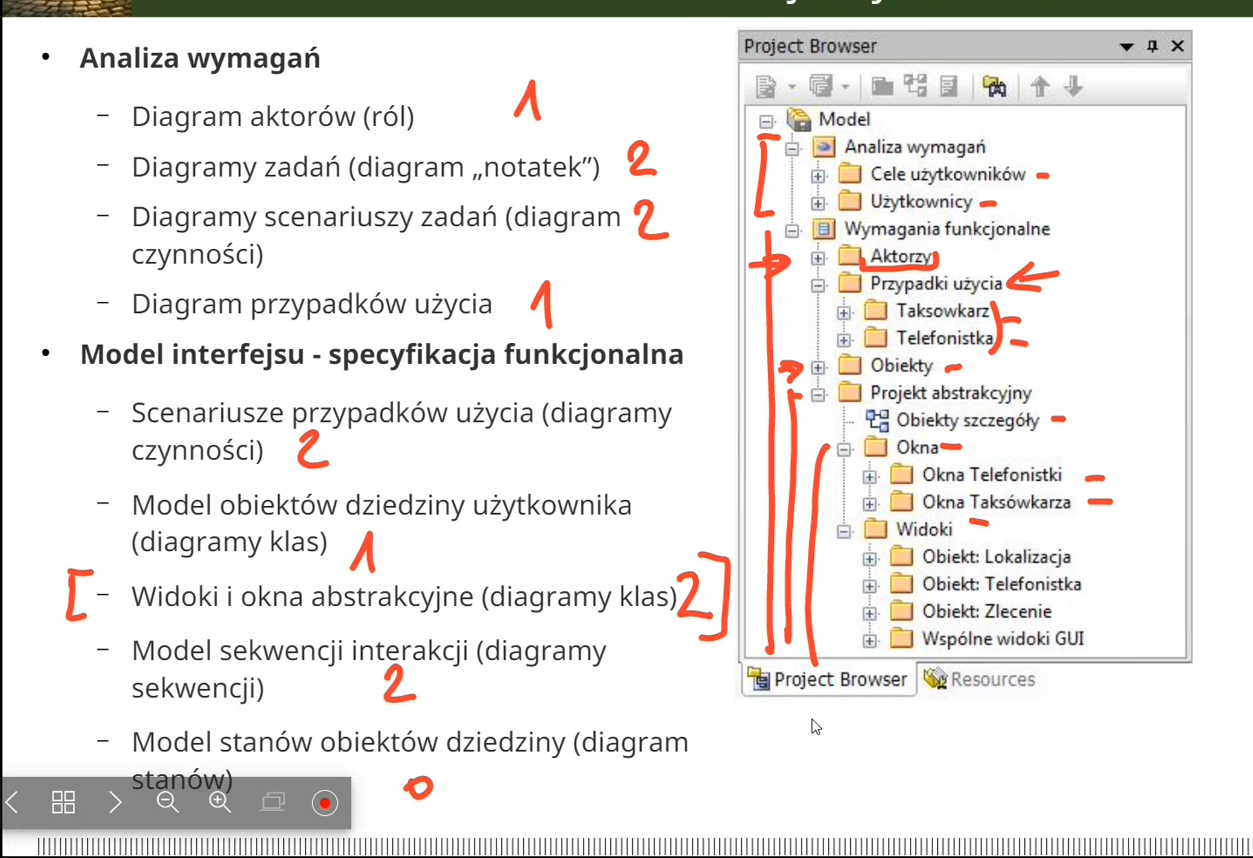 • Analiza wymagań
– Diagram aktorów (ról) 1
– Diagramy zadań (diagram „notatek”) 2
– Diagramy scenariuszy zadań (diagram 2
czynności)
– Diagram przypadków użycia 1
• Model interfejsu - specyfikacja funkcjonalna
– Scenariusze przypadków użycia (diagramy
czynności) 2
– Model obiektów dziedziny użytkownika
(diagramy klas) 1
[ – Widoki i okna abstrakcyjne (diagramy klas) 2 ]
– Model sekwencji interakcji (diagramy
sekwencji) 2
– Model stanów obiektów dziedziny (diagram
stanów) 0
Project Browser
Model
Analiza wymagań
Cele użytkowników
Użytkownicy
Wymagania funkcjonalne
Aktorzy
Przypadki użycia
Taksowkarz
Telefonistka
Obiekty
Projekt abstrakcyjny
Obiekty szczegóły
Okna
Okna Telefonistki
Okna Taksówkarza
Widoki
Obiekt: Lokalizacja
Obiekt: Telefonistka
Obiekt: Zlecenie
Wspólne widoki GUI
Project Browser Resources